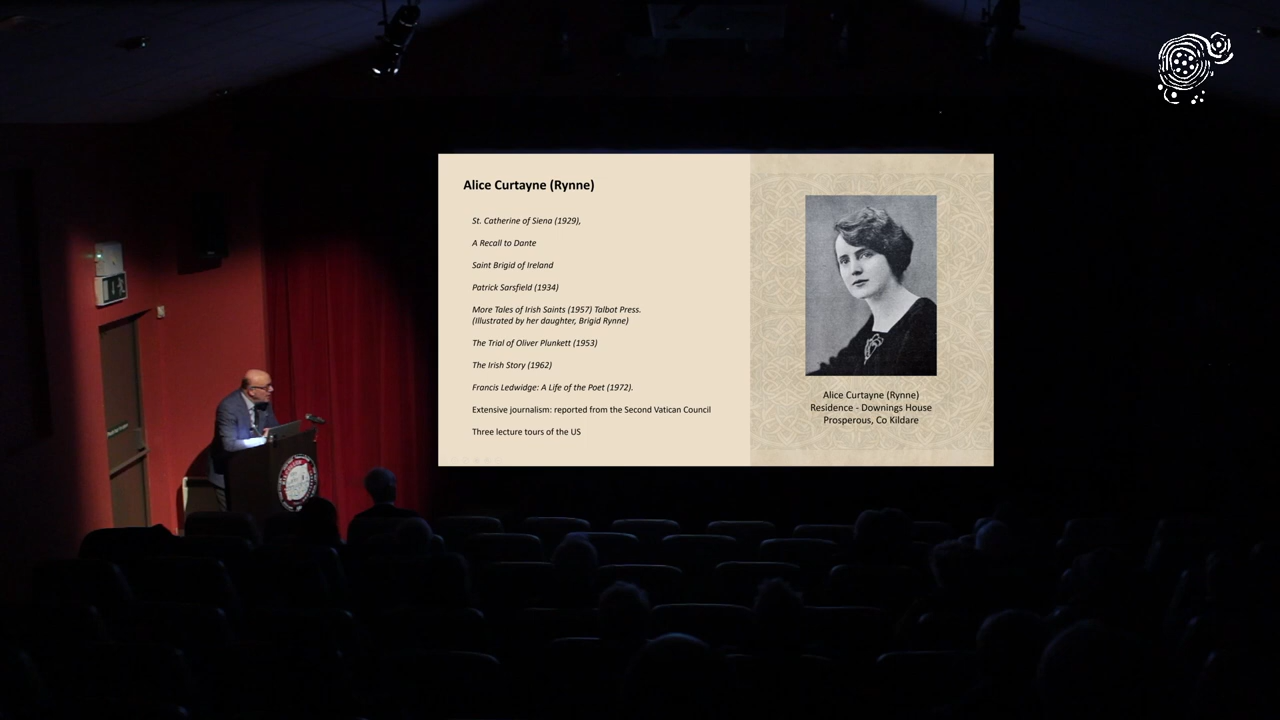 Alice Curtayne (Rynne)
St. Catherine of Siena (1929),
A Recall to Dante
Saint Brigid of Ireland
Patrick Sarsfield (1934)
More Tales of Irish Saints (1957) Talbot Press.
(Illustrated by her daughter, Brigid Rynne)
The Trial of Oliver Plunkett (1953)
The Irish Story (1962)
Francis Ledwidge: A Life of the Poet (1972).
Extensive journalism: reported from the Second Vatican Council
Three lecture tours of the US
Alice Curtayne (Rynne)
Residence - Downings House
Prosperous, Co Kildare